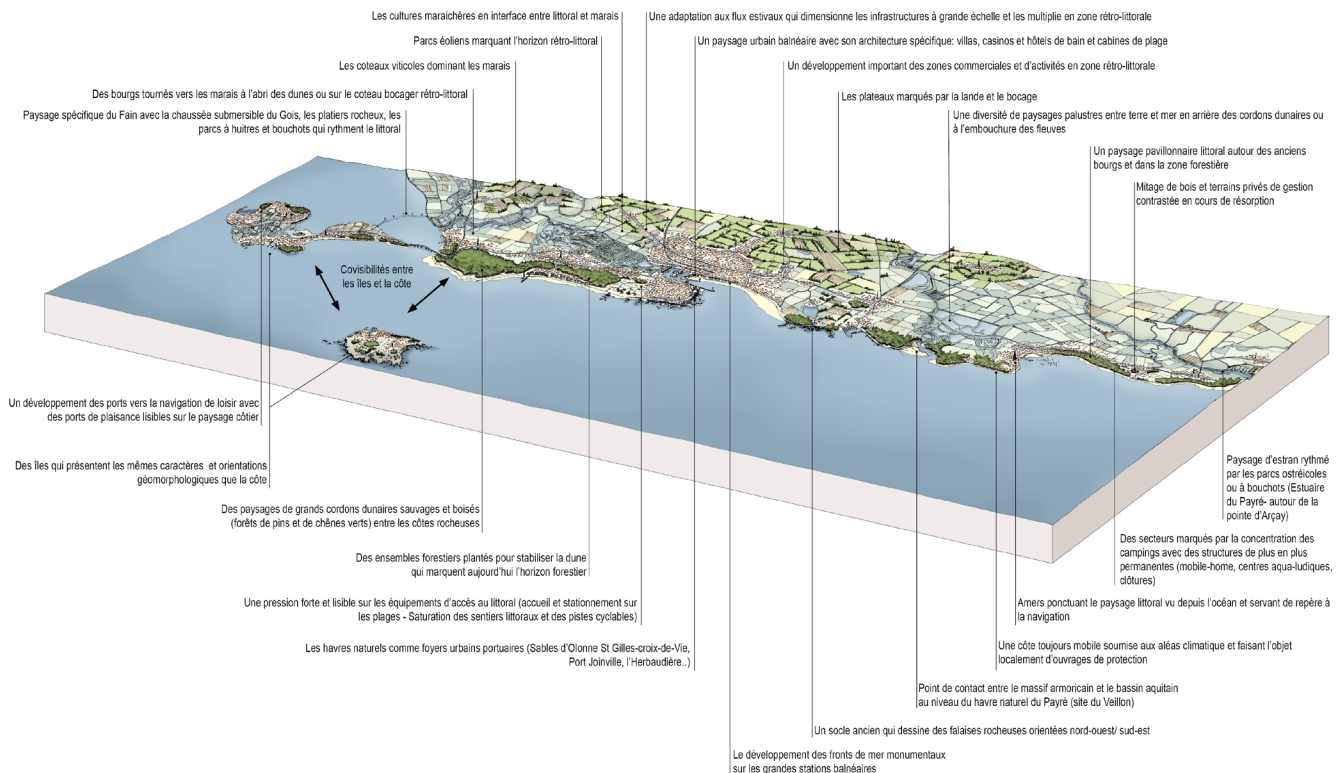 Les cultures maraichères en interface entre littoral et marais
Une adaptation aux flux estivaux qui dimensionne les infrastructures à grande échelle et les multiplie en zone rétro-littorale
Parcs éoliens marquant l'horizon rétro-littoral
Un paysage urbain balnéaire avec son architecture spécifique: villas, casinos et hôtels de bain et cabines de plage
Les coteaux viticoles dominant les marais
Un développement important des zones commerciales et d'activités en zone rétro-littorale
Des bourgs tournés vers les marais à l'abri des dunes ou sur le coteau bocager rétro-littoral
Les plateaux marqués par la lande et le bocage
Paysage spécifique du Fain avec la chaussée submersible du Gois, les platiers rocheux, les
parcs à huitres et bouchots qui rythment le littoral
Une diversité de paysages palustres entre terre et mer en arrière des cordons dunaires ou
à l'embouchure des fleuves
Un paysage pavillonnaire littoral autour des anciens
bourgs et dans la zone forestière
Mitage de bois et terrains privés de gestion
contrastée en cours de résorption
Covisibilités entre
les îles et la côte
Un développement des ports vers la navigation de loisir avec
des ports de plaisance lisibles sur le paysage côtier
Des îles qui présentent les mêmes caractères et orientations
géomorphologiques que la côte
Paysage d'estran rythmé
par les parcs ostréicoles
ou à bouchots (Estuaire
du Payré- autour de la
pointe d'Arçay)
Des paysages de grands cordons dunaires sauvages et boisés
(forêts de pins et de chênes verts) entre les côtes rocheuses
Des secteurs marqués par la concentration des
campings avec des structures de plus en plus
permanentes (mobile-home, centres aqua-ludiques,
clôtures)
Des ensembles forestiers plantés pour stabiliser la dune
qui marquent aujourd'hui l'horizon forestier
Une pression forte et lisible sur les équipements d'accès au littoral (accueil et stationnement sur
les plages - Saturation des sentiers littoraux et des pistes cyclables)
Amers ponctuant le paysage littoral vu depuis l'océan et servant de repère à
la navigation
Les havres naturels comme foyers urbains portuaires (Sables d'Olonne St Gilles-croix-de-Vie,
Port Joinville, l'Herbaudière..)
Une côte toujours mobile soumise aux aléas climatique et faisant l'objet
localement d'ouvrages de protection
Point de contact entre le massif armoricain et le bassin aquitain
au niveau du havre naturel du Payré (site du Veillon)
Un socle ancien qui dessine des falaises rocheuses orientées nord-ouest/ sud-est
Le développement des fronts de mer monumentaux
sur les grandes stations balnéaires